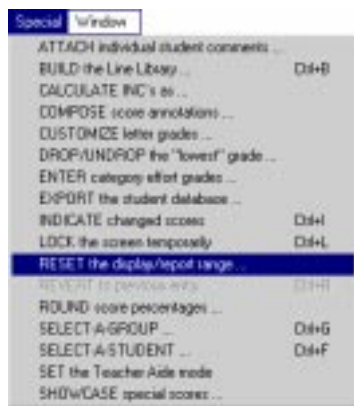 Special Window
ATTACH individual student comments ...
BUILD the Line Library ... Ctrl+B
CALCULATE INC's as ...
COMPOSE score annotations ...
CUSTOMIZE letter grades ...
DROP/UNDROP the "lowest" grade ...
ENTER category effort grades ...
EXPORT the student database ...
INDICATE changed scores Ctrl+I
LOCK the screen temporarily Ctrl+L
RESET the display/report range ...
REVERT to previous entry Ctrl+R
ROUND score percentages ...
SELECT-A-GROUP ... Ctrl+G
SELECT-A-STUDENT ... Ctrl+F
SET the Teacher Aide mode
SHOWCASE special scores ...